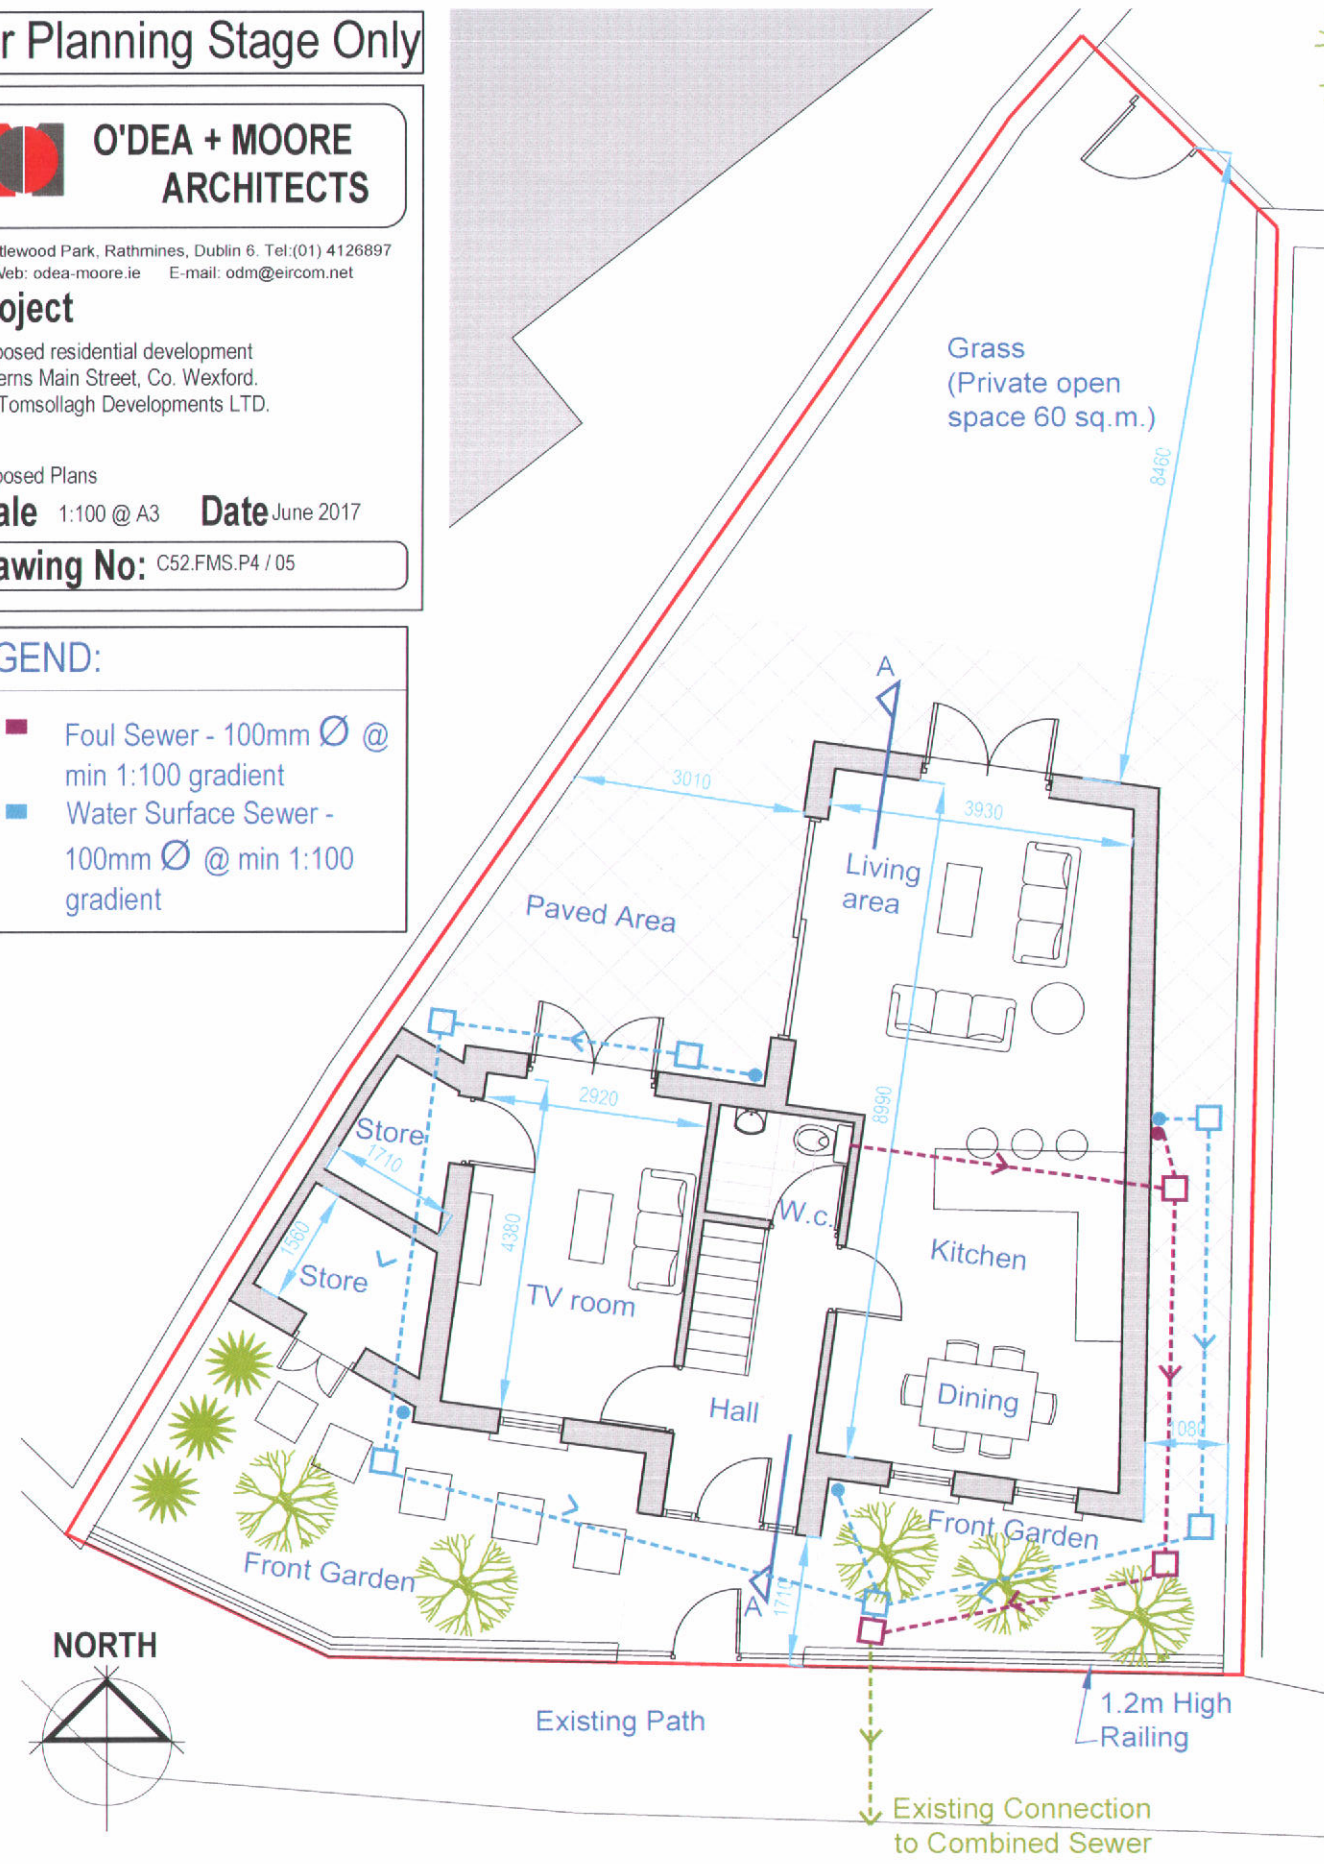 r Planning Stage Only
O'DEA + MOORE
ARCHITECTS
tlewood Park, Rathmines, Dublin 6. Tel:(01) 4126897
Web: odea-moore.ie E-mail: odm@eircom.net
oject
osed residential development
erns Main Street, Co. Wexford.
Tomsollagh Developments LTD.
osed Plans
ale 1:100 @ A3 Date June 2017
awing No: C52.FMS.P4 / 05
GEND:
Foul Sewer - 100mm Ø @
min 1:100 gradient
Water Surface Sewer -
100mm Ø @ min 1:100
gradient
Grass
(Private open
space 60 sq.m.)
8460
A
3010
3930
Living
area
Paved Area
2920
8990
Store
1710
W.c.
4380
1560
Store
Kitchen
TV room
Dining
Hall
1080
Front Garden
Front Garden
A
1710
NORTH
Existing Path
1.2m High
Railing
Existing Connection
to Combined Sewer